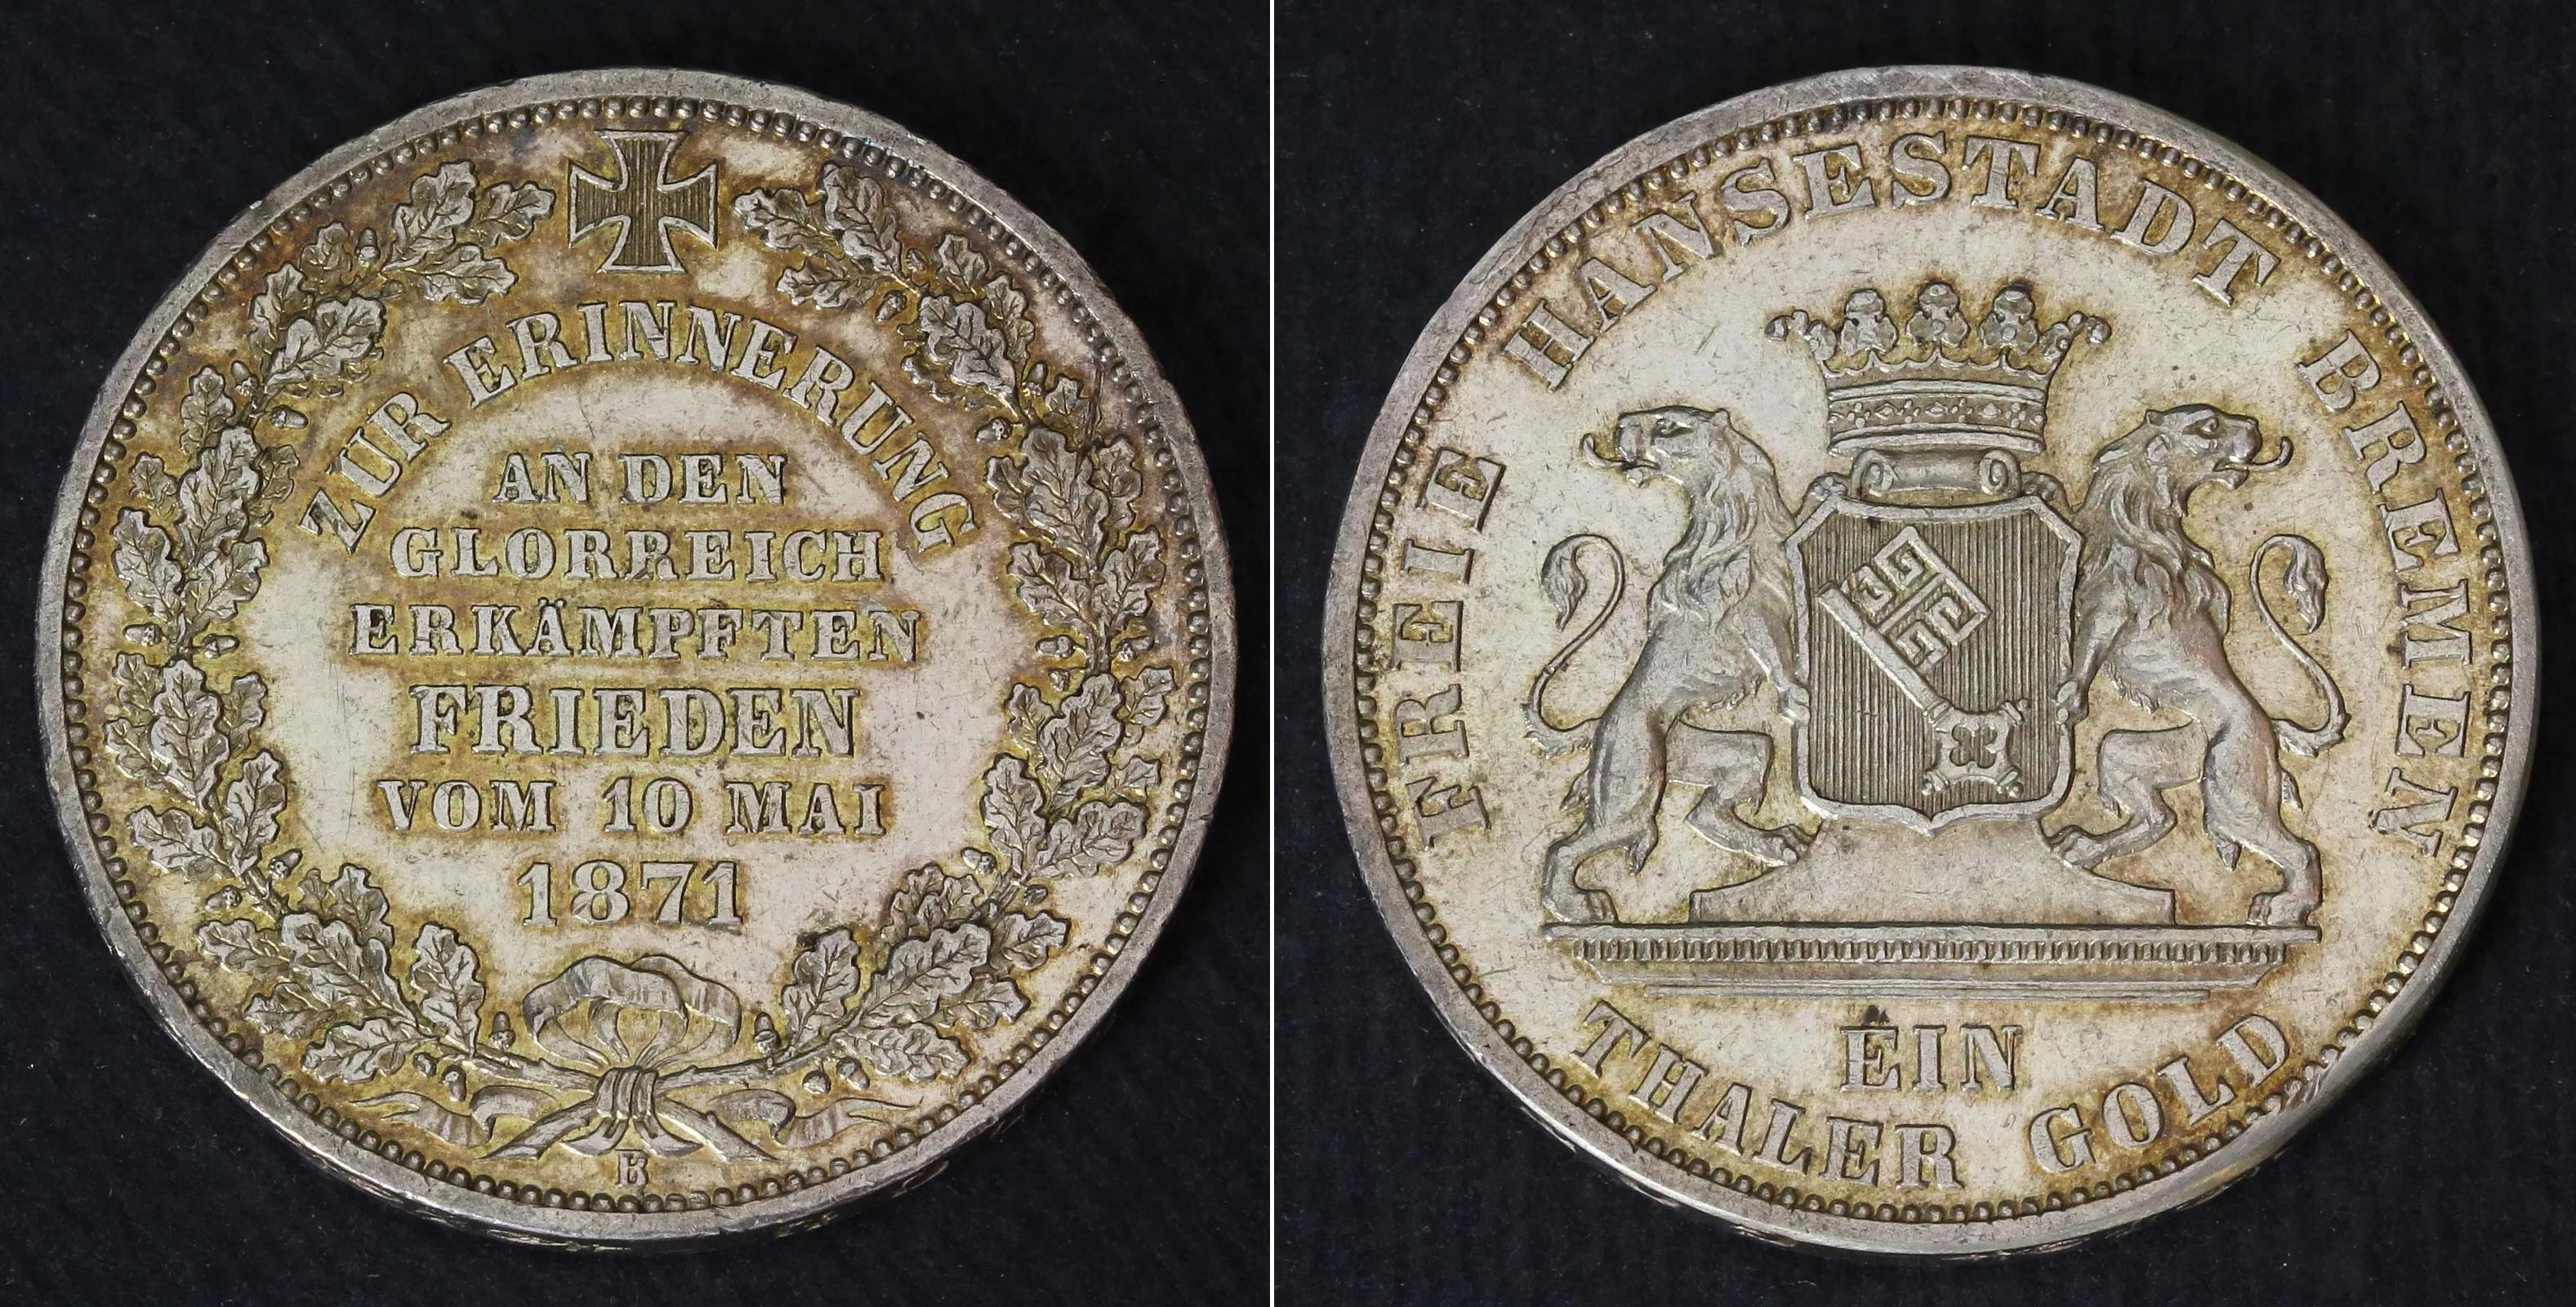 ZUR ERINNERUNG
AN DEN
GLORREICH
ERKÄMPFTEN
FRIEDEN
VOM 10 MAI
1871
B
FREIE HANSESTADT BREMEN
EIN
THALER GOLD